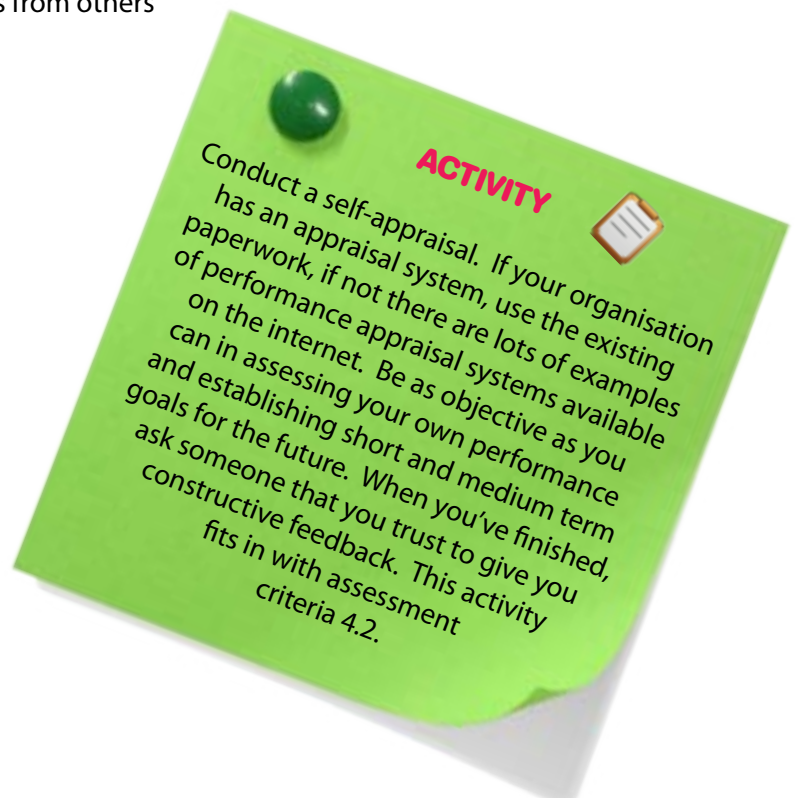 s from others
ACTIVITY
Conduct a self-appraisal. If your organisation
has an appraisal system, use the existing
paperwork, if not there are lots of examples
of performance appraisal systems available
on the internet. Be as objective as you
can in assessing your own performance
and establishing short and medium term
goals for the future. When you've finished,
ask someone that you trust to give you
constructive feedback. This activity
fits in with assessment
criteria 4.2.